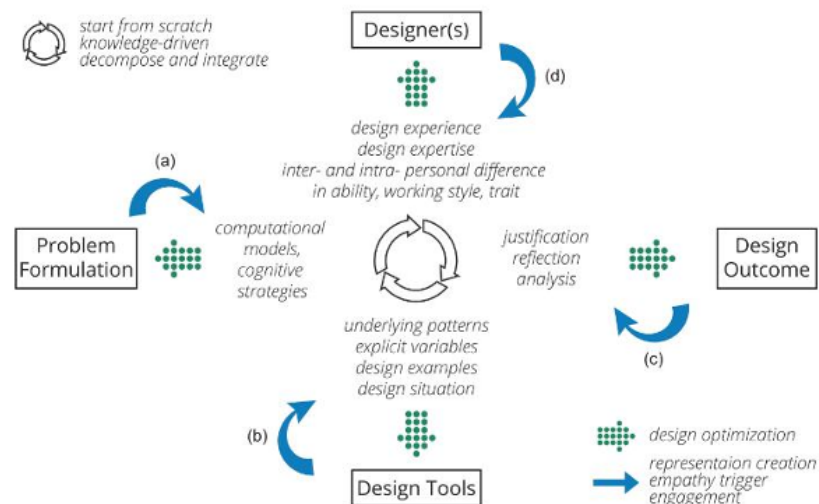 start from scratch
knowledge-driven
decompose and integrate
Designer(s)
(d)
design experience
design expertise
inter- and intra- personal difference
in ability, working style, trait
(a)
Problem
Formulation
computational
models,
cognitive
strategies
justification
reflection
analysis
Design
Outcome
(c)
underlying patterns
explicit variables
design examples
design situation
(b)
Design Tools
design optimization
representaion creation
empathy trigger
engagement